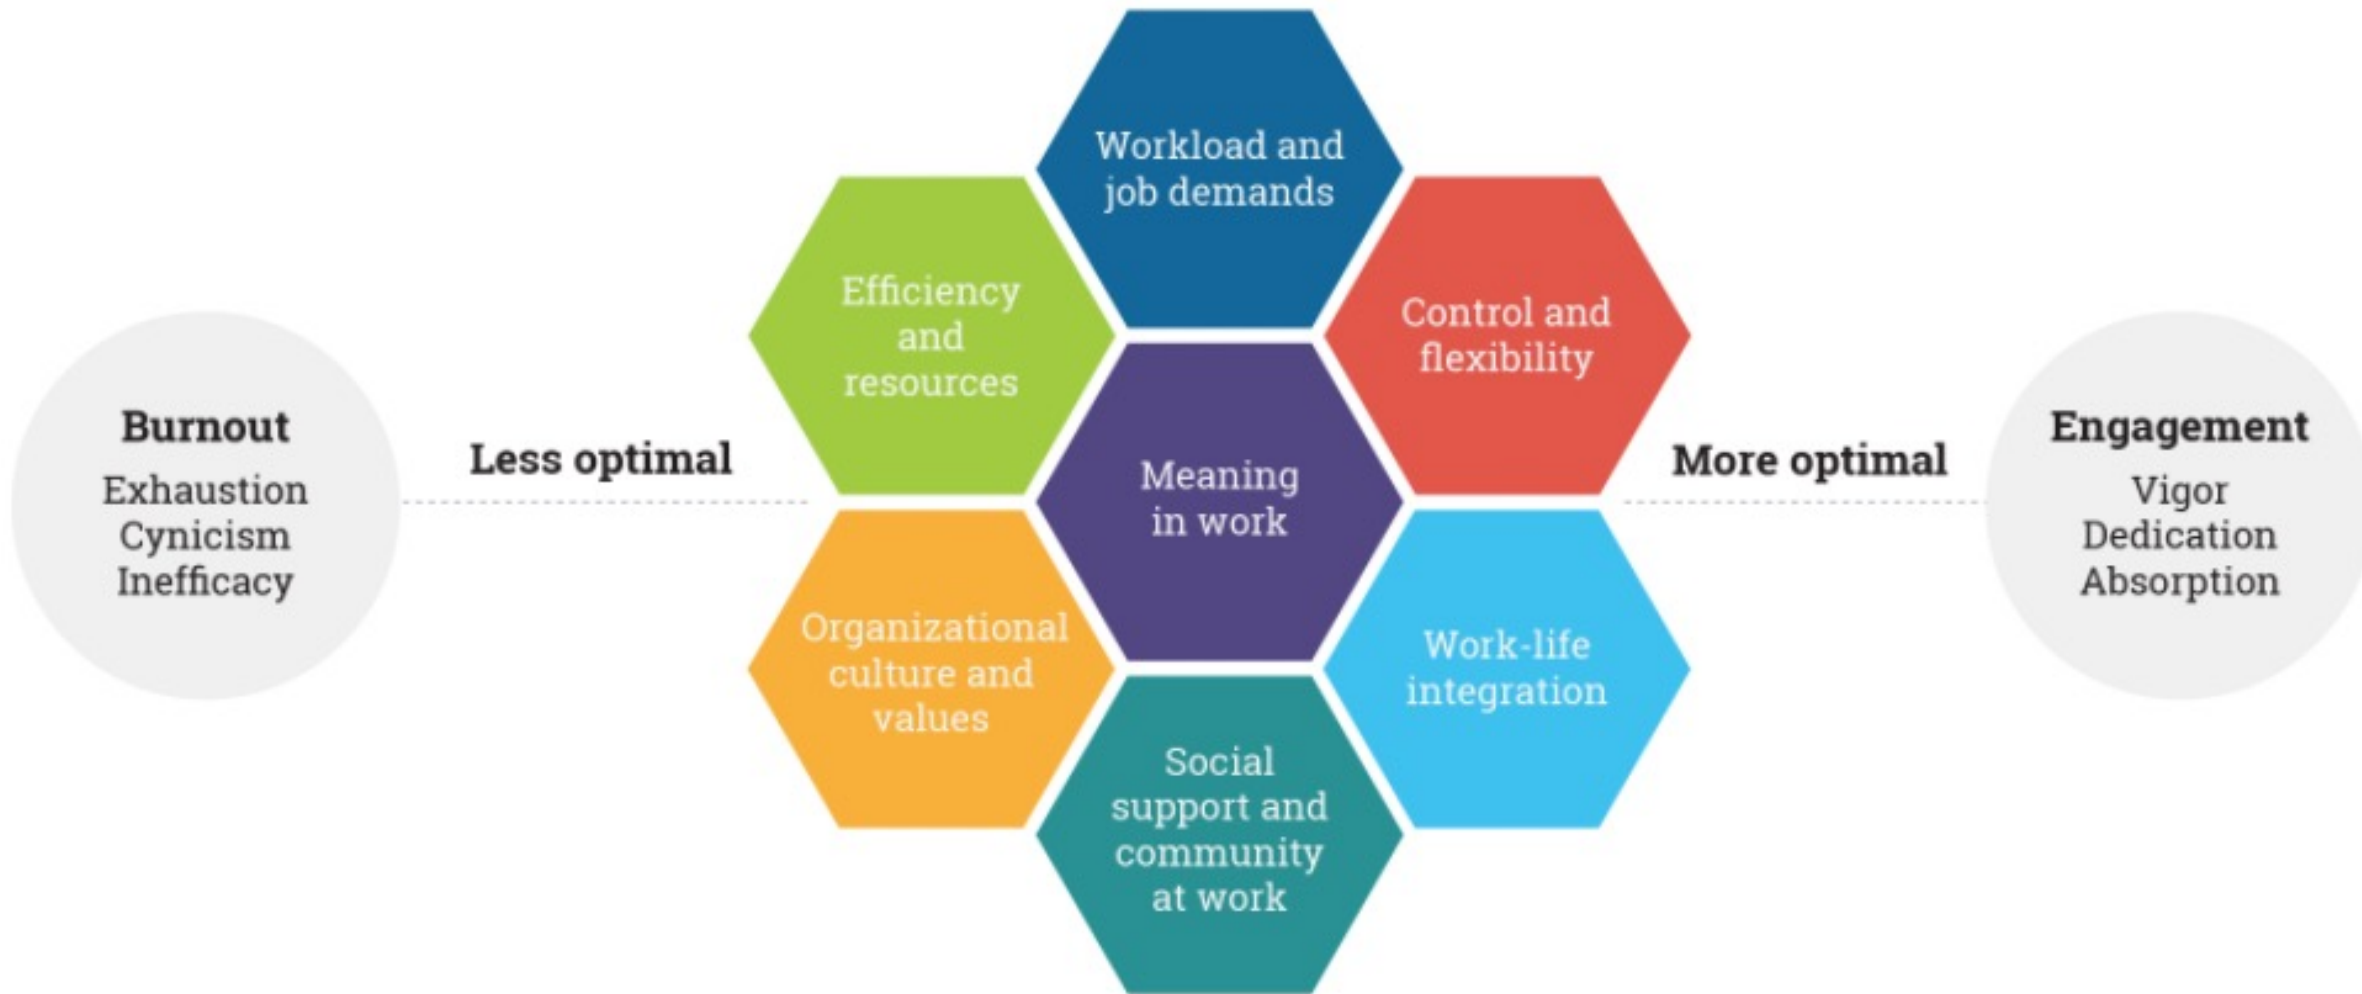 Workload and
job demands
Efficiency
and
resources
Control and
flexibility
Burnout
Exhaustion
Cynicism
Inefficacy
Less optimal
Meaning
in work
More optimal
Engagement
Vigor
Dedication
Absorption
Organizational
culture and
values
Work-life
integration
Social
support and
community
at work